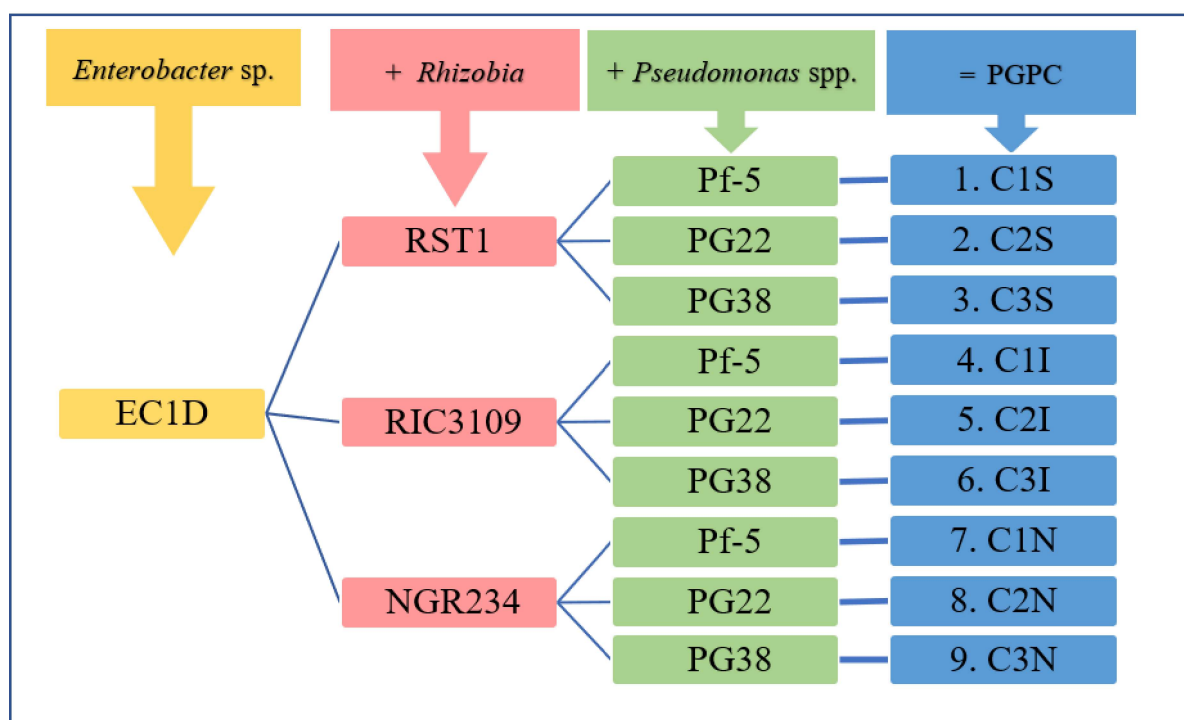 Enterobacter sp.
+ Rhizobia
+ Pseudomonas spp.
= PGPC
EC1D
RST1
Pf-5
1. C1S
PG22
2. C2S
PG38
3. C3S
RIC3109
Pf-5
4. C1I
PG22
5. C2I
PG38
6. C3I
NGR234
Pf-5
7. C1N
PG22
8. C2N
PG38
9. C3N